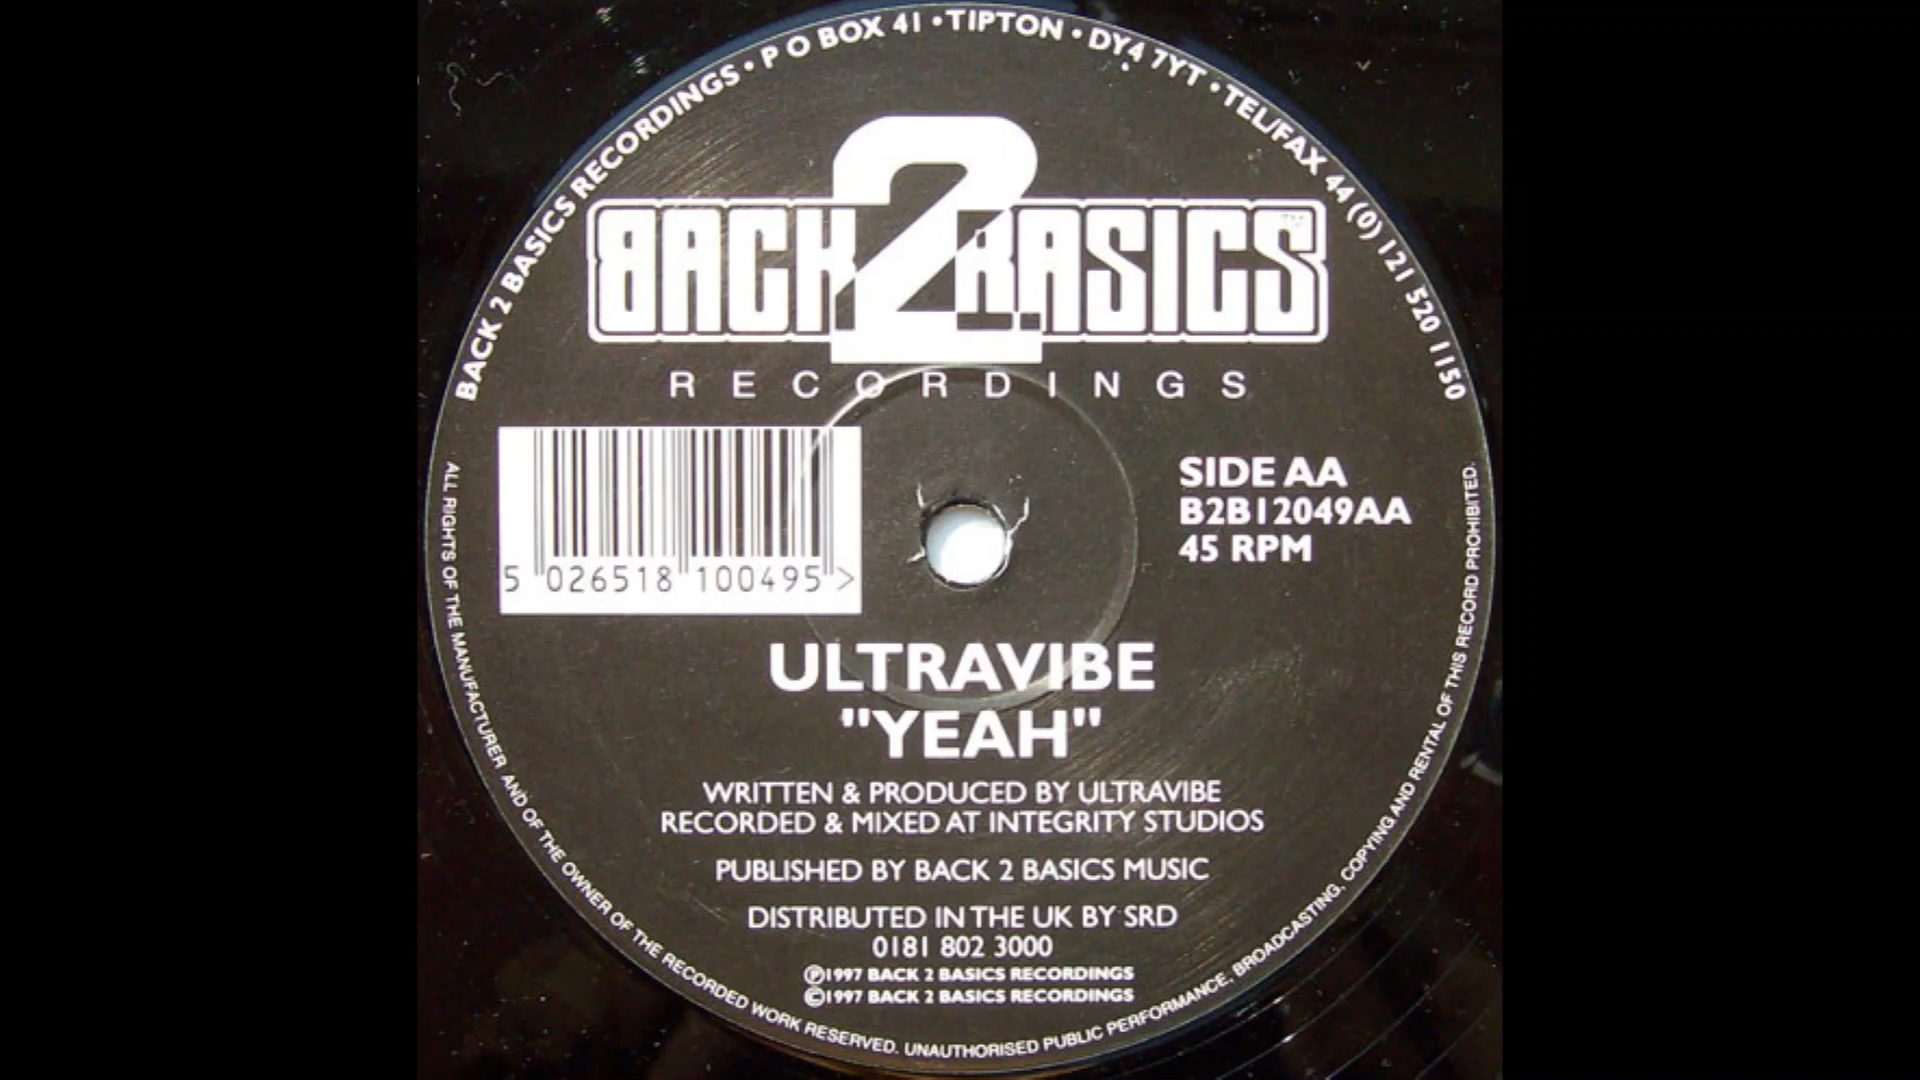 BACK 2 BASICS RECORDINGS • P O BOX 41 • TIPTON • DY4 7YT • TEL/FAX 44 (0) 121 520 1150
BACK 2 BASICS
RECORDINGS
5 026518 100495 >
SIDE AA
B2B12049AA
45 RPM
ULTRAVIBE
"YEAH"
WRITTEN & PRODUCED BY ULTRAVIBE
RECORDED & MIXED AT INTEGRITY STUDIOS
PUBLISHED BY BACK 2 BASICS MUSIC
DISTRIBUTED IN THE UK BY SRD
0181 802 3000
℗1997 BACK 2 BASICS RECORDINGS
©1997 BACK 2 BASICS RECORDINGS
ALL RIGHTS OF THE MANUFACTURER AND OF THE OWNER OF THE RECORDED WORK RESERVED. UNAUTHORISED PUBLIC PERFORMANCE, BROADCASTING, COPYING AND RENTAL OF THIS RECORD PROHIBITED.